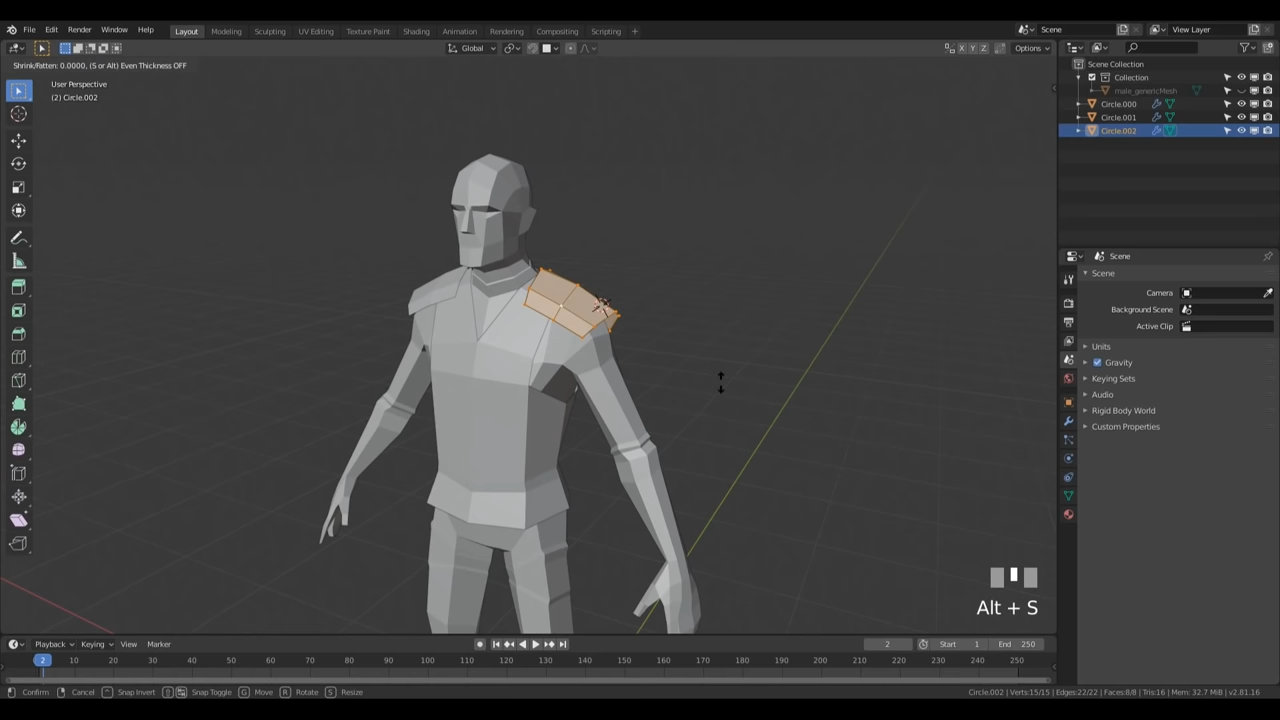 File Edit Render Window Help Layout Modeling Sculpting UV Editing Texture Paint Shading Animation Rendering Compositing Scripting + Scene View Layer
Global X Y Z Options
Shrink/Fatten: 0.0000, (S or Alt) Even Thickness OFF
User Perspective
(2) Circle.002
Scene Collection
Collection
male_genericMesh
Circle.000
Circle.001
Circle.002
Scene
Scene
Camera
Background Scene
Active Clip
Units
Gravity
Keying Sets
Audio
Rigid Body World
Custom Properties
Alt + S
Playback Keying View Marker 2 Start 1 End 250
2 10 20 30 40 50 60 70 80 90 100 110 120 130 140 150 160 170 180 190 200 210 220 230 240 250
Confirm Cancel Snap Invert Snap Toggle G Move R Rotate S Resize Circle.002 | Verts:15/15 | Edges:22/22 | Faces:8/8 | Tris:16 | Mem: 32.7 MiB | v2.81.16